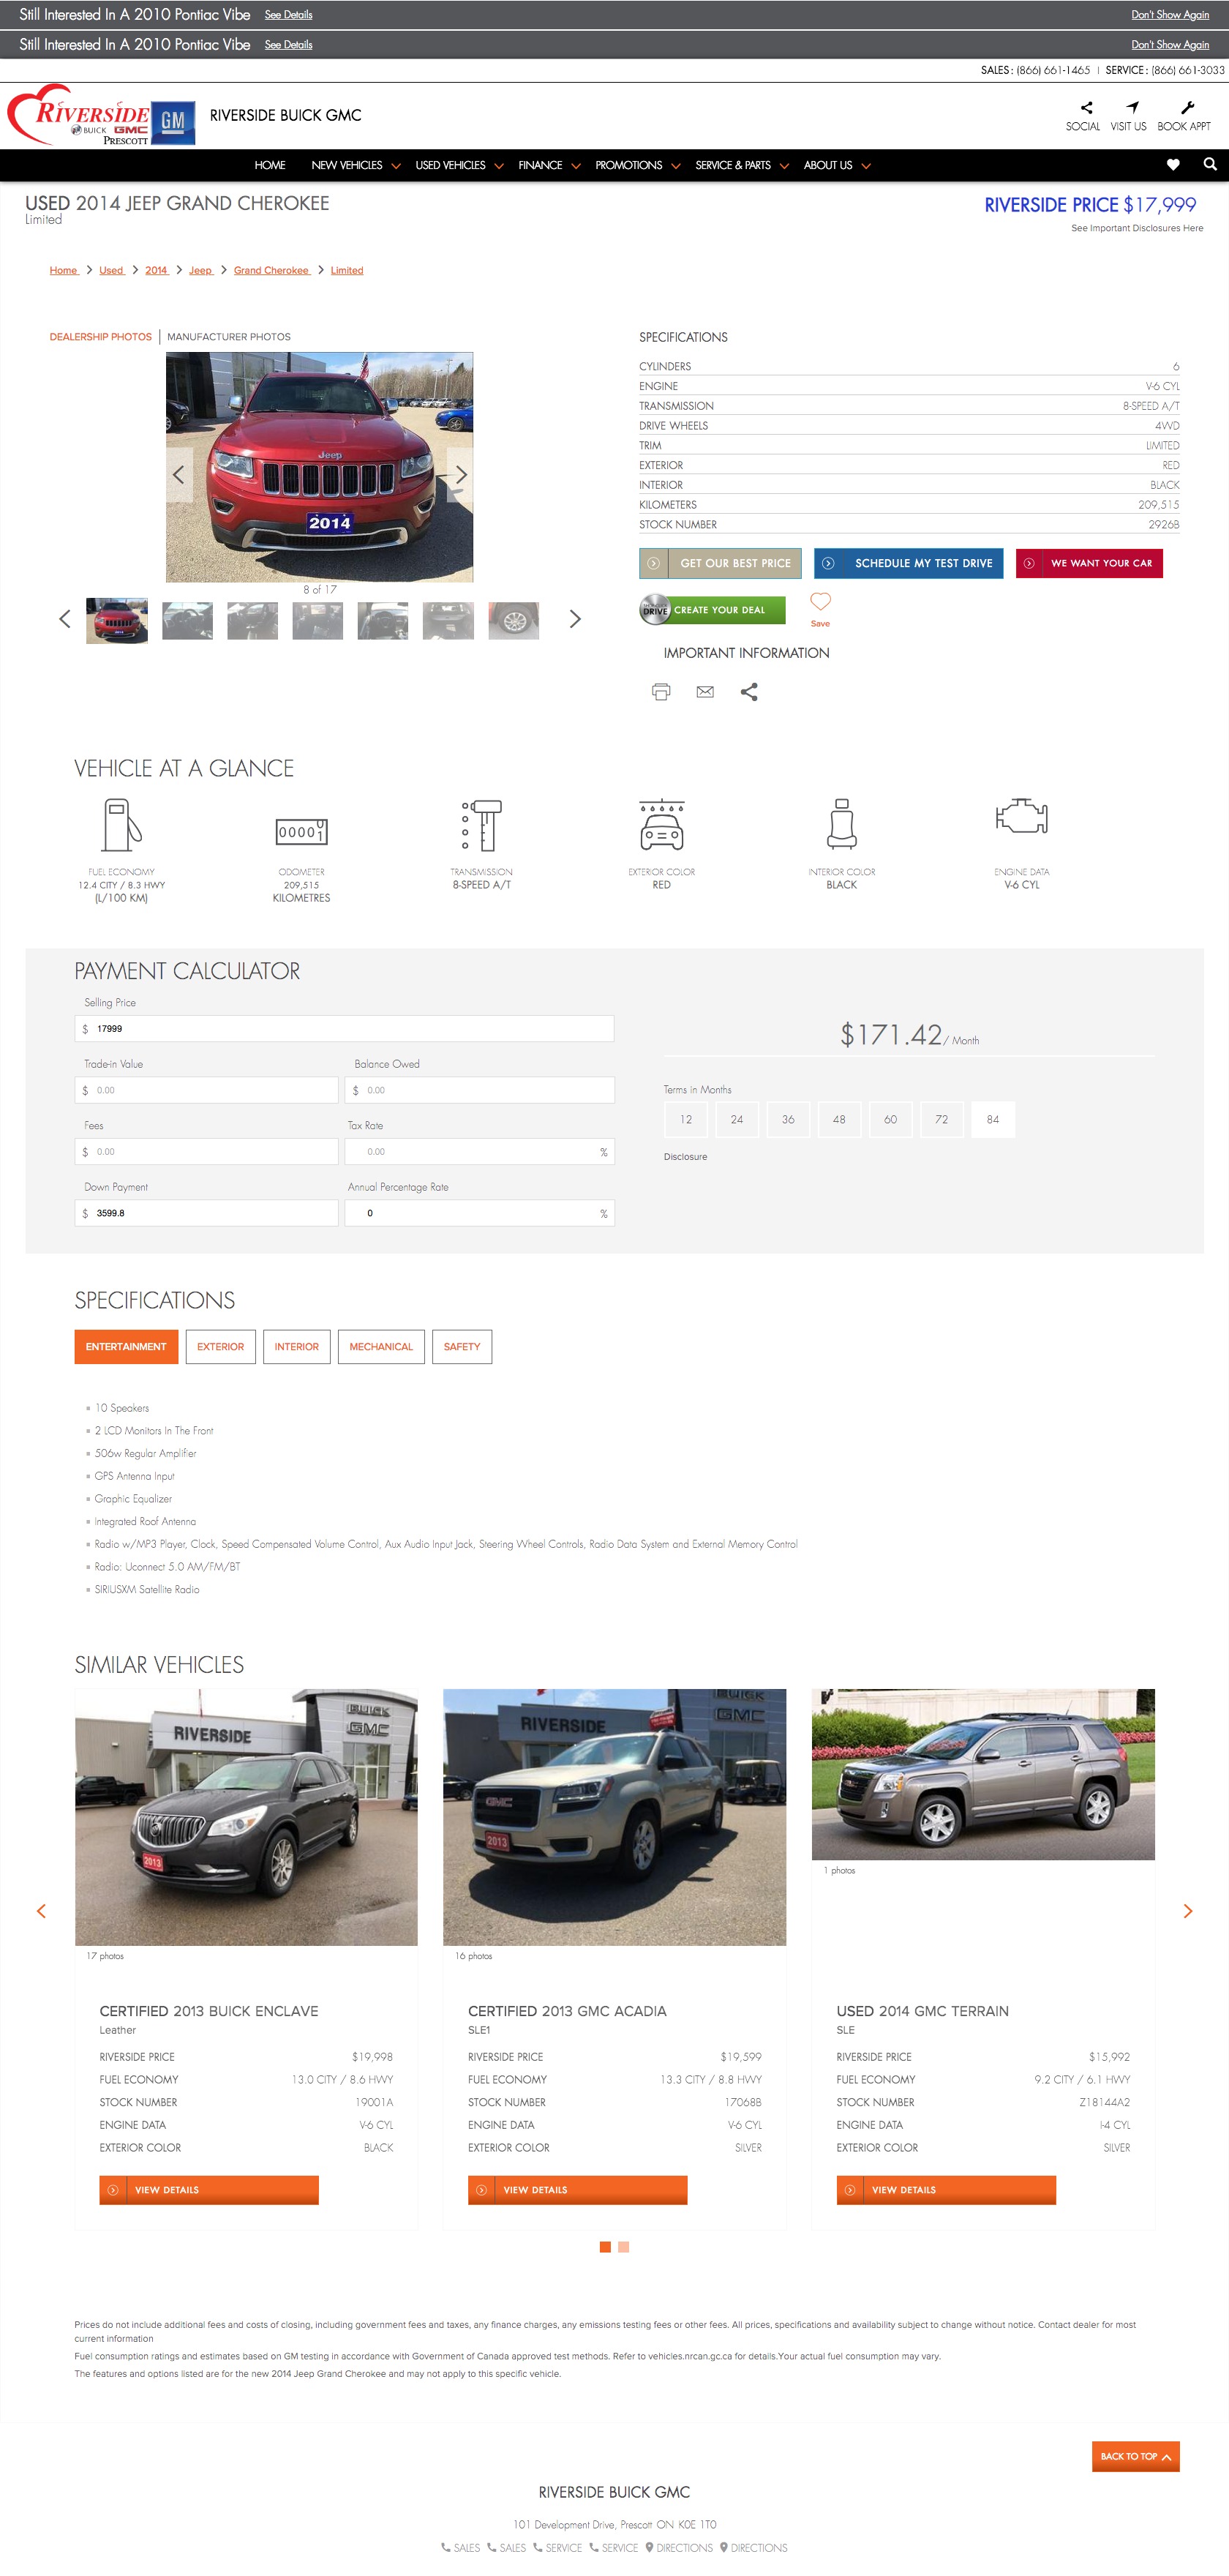 Still Interested In A 2010 Pontiac Vibe See Details Don't Show Again
Still Interested In A 2010 Pontiac Vibe See Details Don't Show Again
SALES: (866) 661-1465 | SERVICE: (866) 661-3033
RIVERSIDE
BUICK GMC
PRESCOTT
GM
RIVERSIDE BUICK GMC
SOCIAL VISIT US BOOK APPT
HOME NEW VEHICLES USED VEHICLES FINANCE PROMOTIONS SERVICE & PARTS ABOUT US
USED 2014 JEEP GRAND CHEROKEE
Limited
RIVERSIDE PRICE $17,999
See Important Disclosures Here
Home > Used > 2014 > Jeep > Grand Cherokee > Limited
DEALERSHIP PHOTOS | MANUFACTURER PHOTOS
Jeep
2014
8 of 17
SPECIFICATIONS
CYLINDERS 6
ENGINE V-6 CYL
TRANSMISSION 8-SPEED A/T
DRIVE WHEELS 4WD
TRIM LIMITED
EXTERIOR RED
INTERIOR BLACK
KILOMETERS 209,515
STOCK NUMBER 2926B
GET OUR BEST PRICE SCHEDULE MY TEST DRIVE WE WANT YOUR CAR
DRIVE CREATE YOUR DEAL
Save
IMPORTANT INFORMATION
VEHICLE AT A GLANCE
FUEL ECONOMY
12.4 CITY / 8.3 HWY
(L/100 KM)
ODOMETER
209,515
KILOMETRES
TRANSMISSION
8-SPEED A/T
EXTERIOR COLOR
RED
INTERIOR COLOR
BLACK
ENGINE DATA
V-6 CYL
PAYMENT CALCULATOR
Selling Price
$ 17999
Trade-in Value Balance Owed
$ 0.00 $ 0.00
Fees Tax Rate
$ 0.00 0.00 %
Down Payment Annual Percentage Rate
$ 3599.8 0 %
$171.42 / Month
Terms in Months
12 24 36 48 60 72 84
Disclosure
SPECIFICATIONS
ENTERTAINMENT EXTERIOR INTERIOR MECHANICAL SAFETY
10 Speakers
2 LCD Monitors In The Front
506w Regular Amplifier
GPS Antenna Input
Graphic Equalizer
Integrated Roof Antenna
Radio w/MP3 Player, Clock, Speed Compensated Volume Control, Aux Audio Input Jack, Steering Wheel Controls, Radio Data System and External Memory Control
Radio: Uconnect 5.0 AM/FM/BT
SIRIUSXM Satellite Radio
SIMILAR VEHICLES
RIVERSIDE
BUICK
GMC
2013
17 photos
CERTIFIED 2013 BUICK ENCLAVE
Leather
RIVERSIDE PRICE $19,998
FUEL ECONOMY 13.0 CITY / 8.6 HWY
STOCK NUMBER 19001A
ENGINE DATA V-6 CYL
EXTERIOR COLOR BLACK
VIEW DETAILS
RIVERSIDE
BUICK
GMC
GMC
2013
16 photos
CERTIFIED 2013 GMC ACADIA
SLE1
RIVERSIDE PRICE $19,599
FUEL ECONOMY 13.3 CITY / 8.8 HWY
STOCK NUMBER 17068B
ENGINE DATA V-6 CYL
EXTERIOR COLOR SILVER
VIEW DETAILS
1 photos
USED 2014 GMC TERRAIN
SLE
RIVERSIDE PRICE $15,992
FUEL ECONOMY 9.2 CITY / 6.1 HWY
STOCK NUMBER Z18144A2
ENGINE DATA I-4 CYL
EXTERIOR COLOR SILVER
VIEW DETAILS
Prices do not include additional fees and costs of closing, including government fees and taxes, any finance charges, any emissions testing fees or other fees. All prices, specifications and availability subject to change without notice. Contact dealer for most
current information
Fuel consumption ratings and estimates based on GM testing in accordance with Government of Canada approved test methods. Refer to vehicles.nrcan.gc.ca for details.Your actual fuel consumption may vary.
The features and options listed are for the new 2014 Jeep Grand Cherokee and may not apply to this specific vehicle.
BACK TO TOP
RIVERSIDE BUICK GMC
101 Development Drive, Prescott ON K0E 1T0
SALES SALES SERVICE SERVICE DIRECTIONS DIRECTIONS